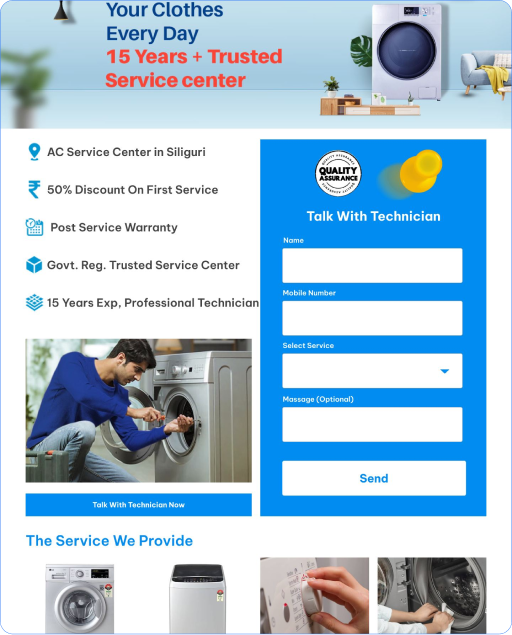 Your Clothes
Every Day
15 Years + Trusted
Service center
AC Service Center in Siliguri
50% Discount On First Service
Post Service Warranty
Govt. Reg. Trusted Service Center
15 Years Exp, Professional Technician
Talk With Technician Now
QUALITY ASSURANCE
QUALITY
ASSURANCE
Talk With Technician
Name
Mobile Number
Select Service
Massage (Optional)
Send
The Service We Provide